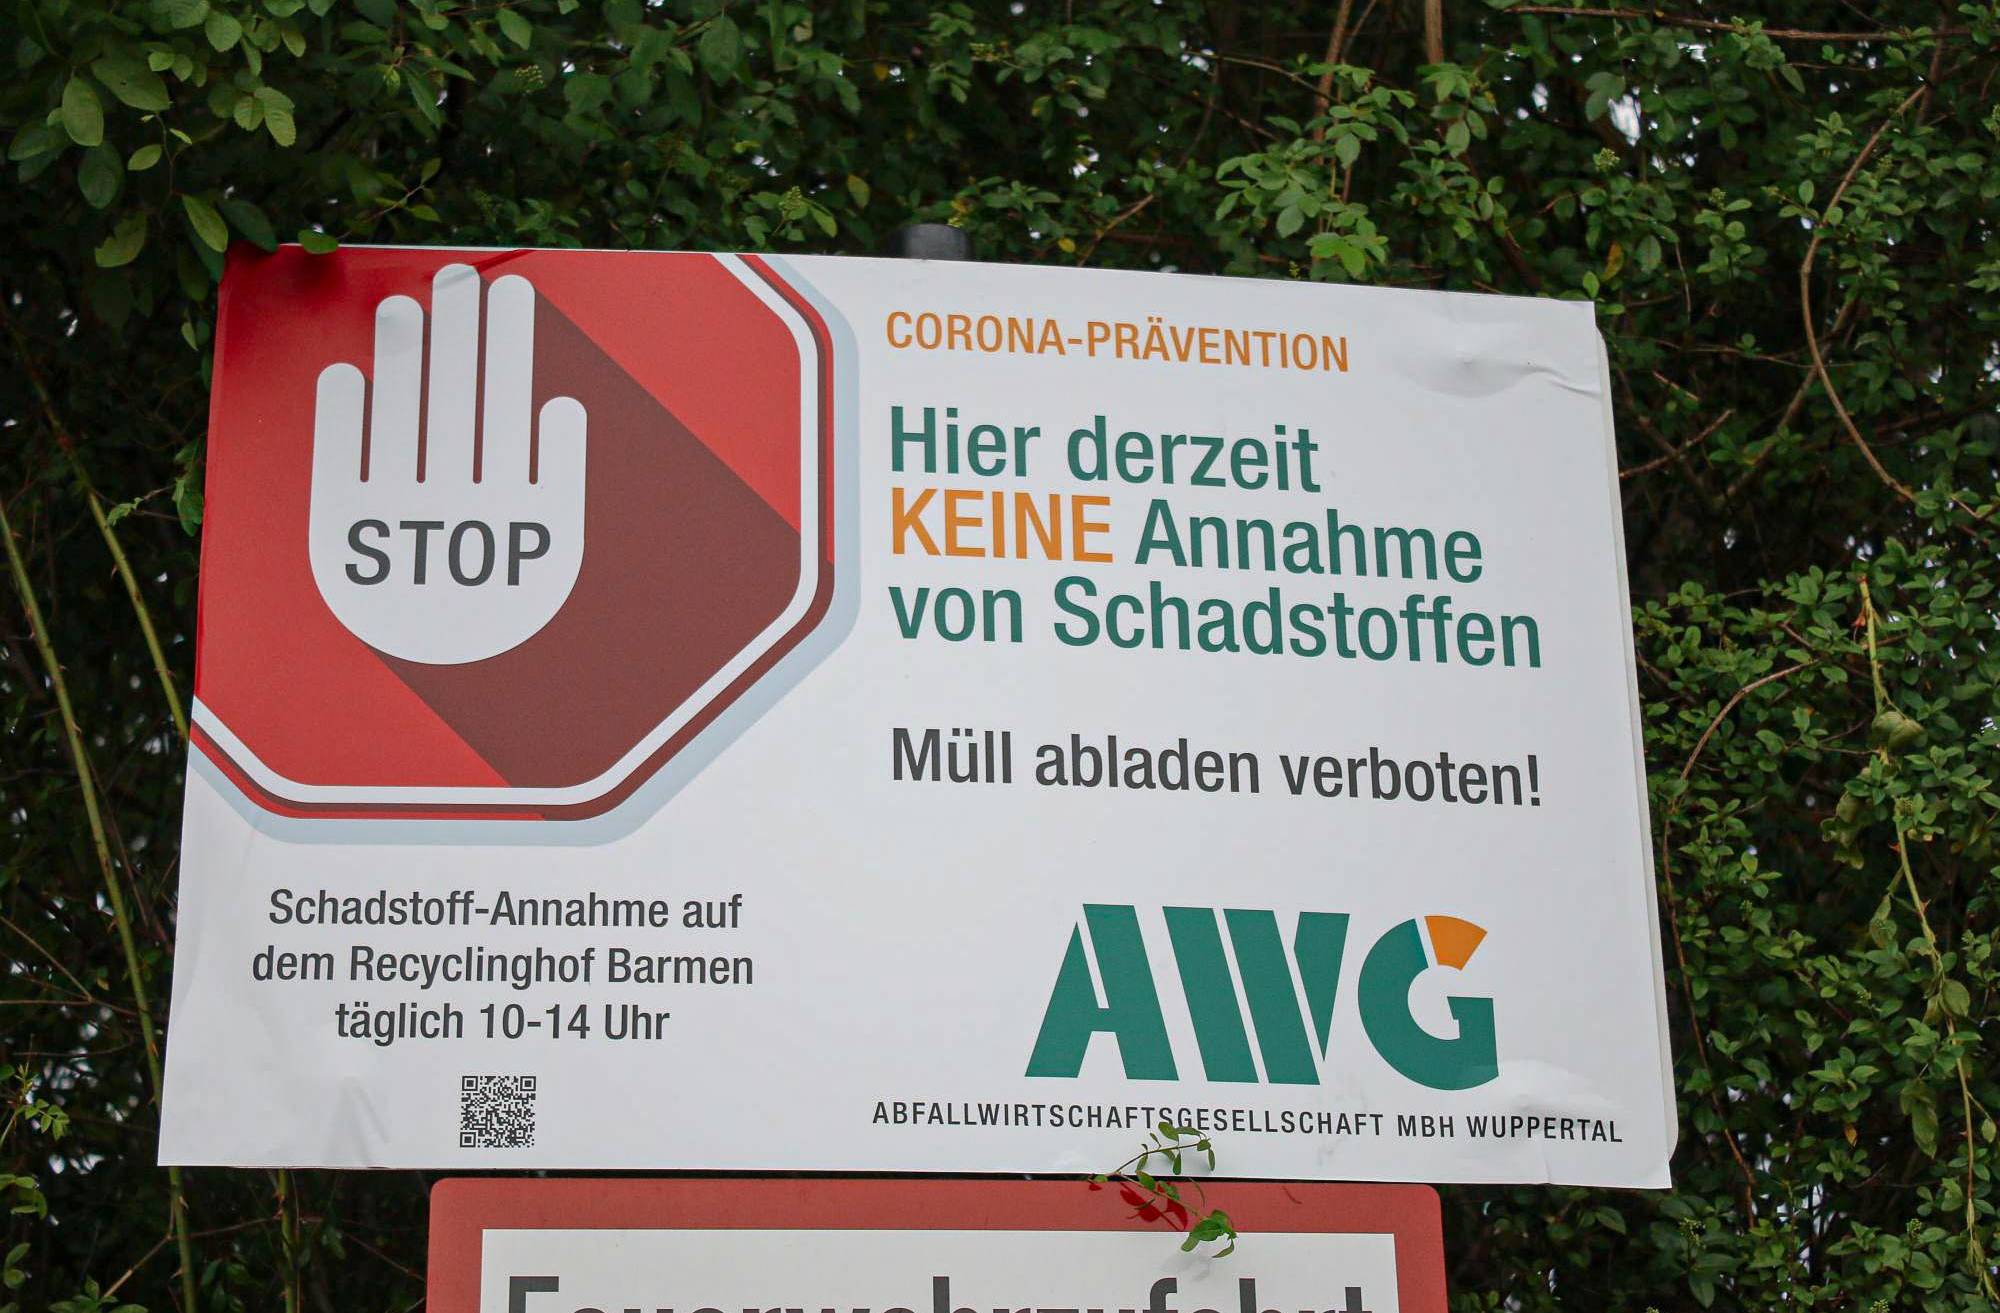 STOP
CORONA-PRÄVENTION
Hier derzeit
KEINE Annahme
von Schadstoffen
Müll abladen verboten!
Schadstoff-Annahme auf
dem Recyclinghof Barmen
täglich 10-14 Uhr
AWG
ABFALLWIRTSCHAFTSGESELLSCHAFT MBH WUPPERTAL
Feuerwehrzufahrt